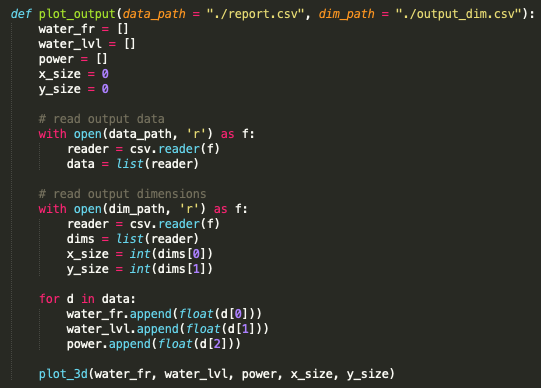 def plot_output(data_path = "./report.csv", dim_path = "./output_dim.csv"):
    water_fr = []
    water_lvl = []
    power = []
    x_size = 0
    y_size = 0

    # read output data
    with open(data_path, 'r') as f:
        reader = csv.reader(f)
        data = list(reader)

    # read output dimensions
    with open(dim_path, 'r') as f:
        reader = csv.reader(f)
        dims = list(reader)
        x_size = int(dims[0])
        y_size = int(dims[1])

    for d in data:
        water_fr.append(float(d[0]))
        water_lvl.append(float(d[1]))
        power.append(float(d[2]))

    plot_3d(water_fr, water_lvl, power, x_size, y_size)